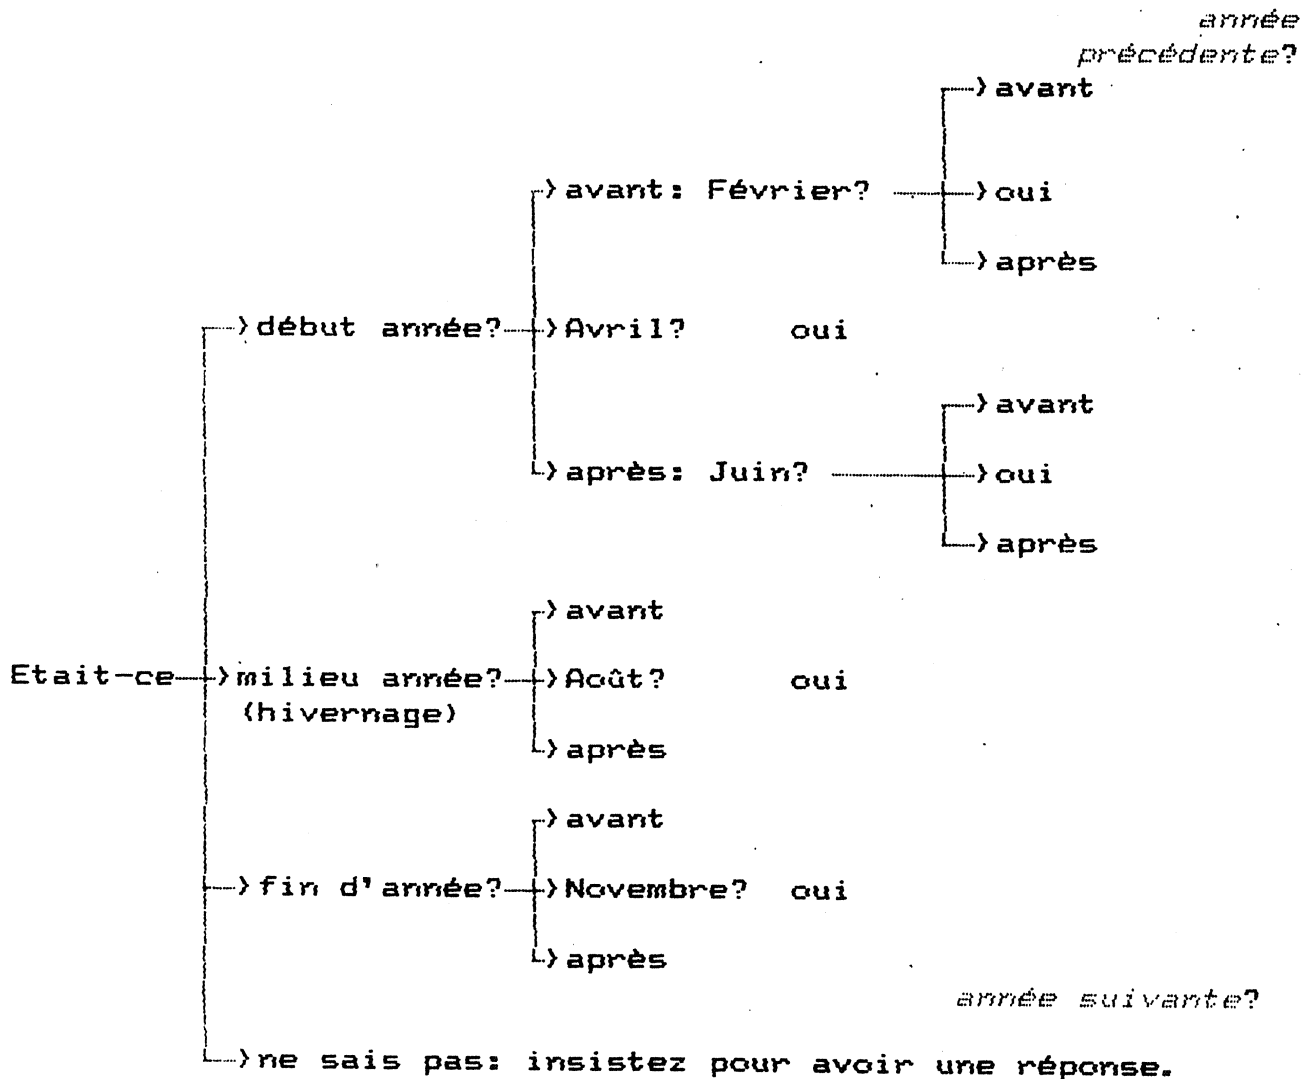 année
précédente?
avant
avant: Février? oui
après
début année? Avril? oui
avant
après: Juin? oui
après
avant
Etait-ce milieu année? Août? oui
(hivernage)
après
avant
fin d'année? Novembre? oui
après
année suivante?
ne sais pas: insistez pour avoir une réponse.